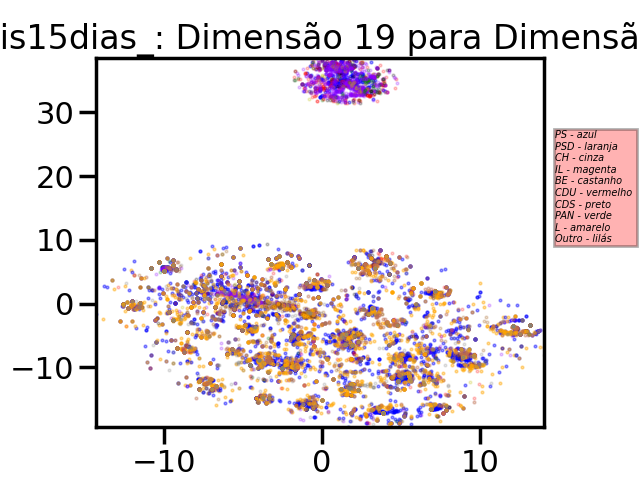 is15dias_: Dimensão 19 para Dimensã
30
20
10
0
−10
−10
0
10
PS - azul
PSD - laranja
CH - cinza
IL - magenta
BE - castanho
CDU - vermelho
CDS - preto
PAN - verde
L - amarelo
Outro - lilás